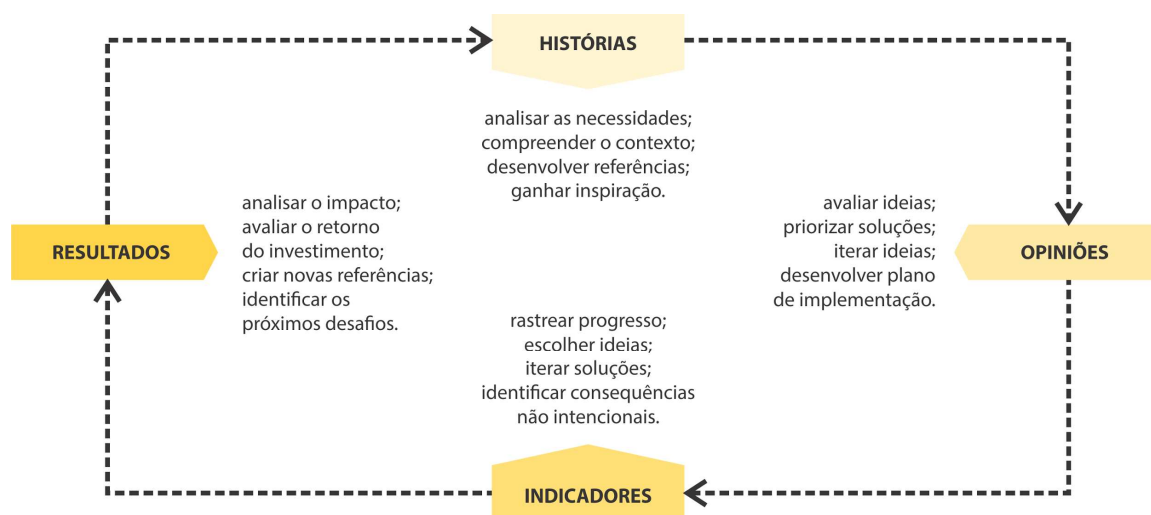 HISTÓRIAS
analisar as necessidades;
compreender o contexto;
desenvolver referências;
ganhar inspiração.
OPINIÕES
avaliar ideias;
priorizar soluções;
iterar ideias;
desenvolver plano
de implementação.
INDICADORES
rastrear progresso;
escolher ideias;
iterar soluções;
identificar consequências
não intencionais.
RESULTADOS
analisar o impacto;
avaliar o retorno
do investimento;
criar novas referências;
identificar os
próximos desafios.